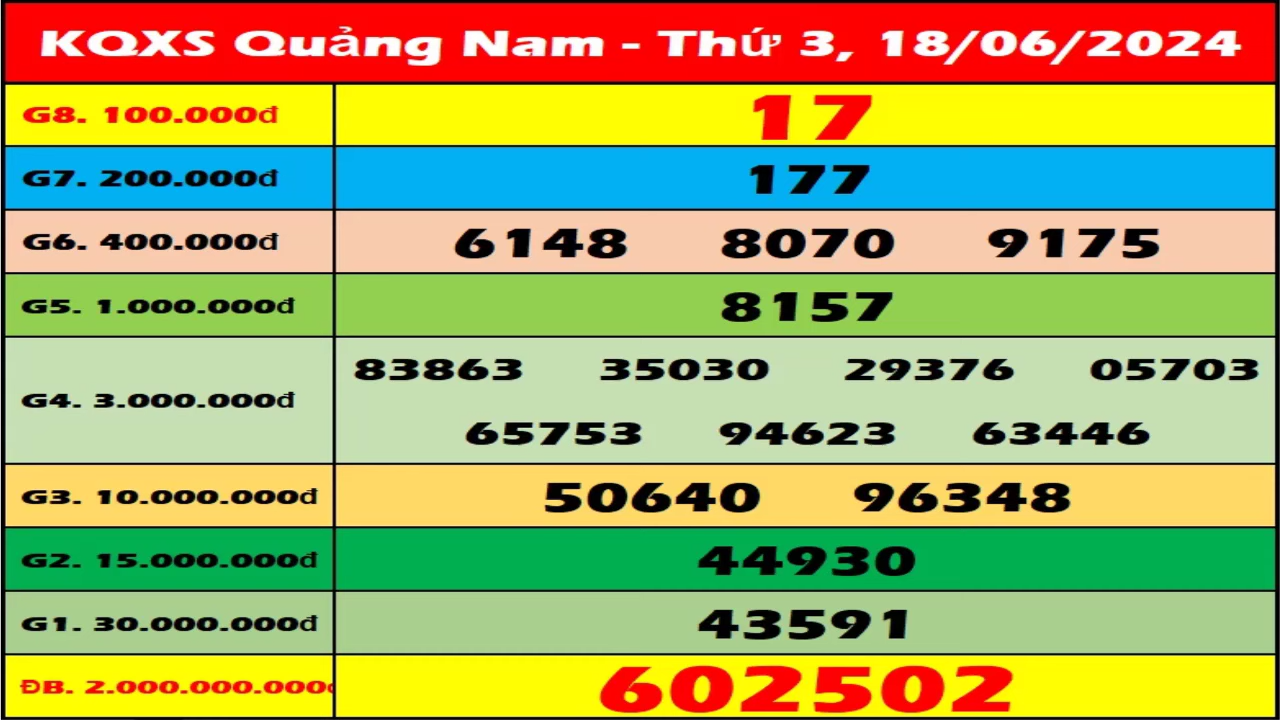 KQXS Quảng Nam - Thứ 3, 18/06/2024
G8. 100.000đ 17
G7. 200.000đ 177
G6. 400.000đ 6148 8070 9175
G5. 1.000.000đ 8157
G4. 3.000.000đ 83863 35030 29376 05703
65753 94623 63446
G3. 10.000.000đ 50640 96348
G2. 15.000.000đ 44930
G1. 30.000.000đ 43591
ĐB. 2.000.000.000đ 602502